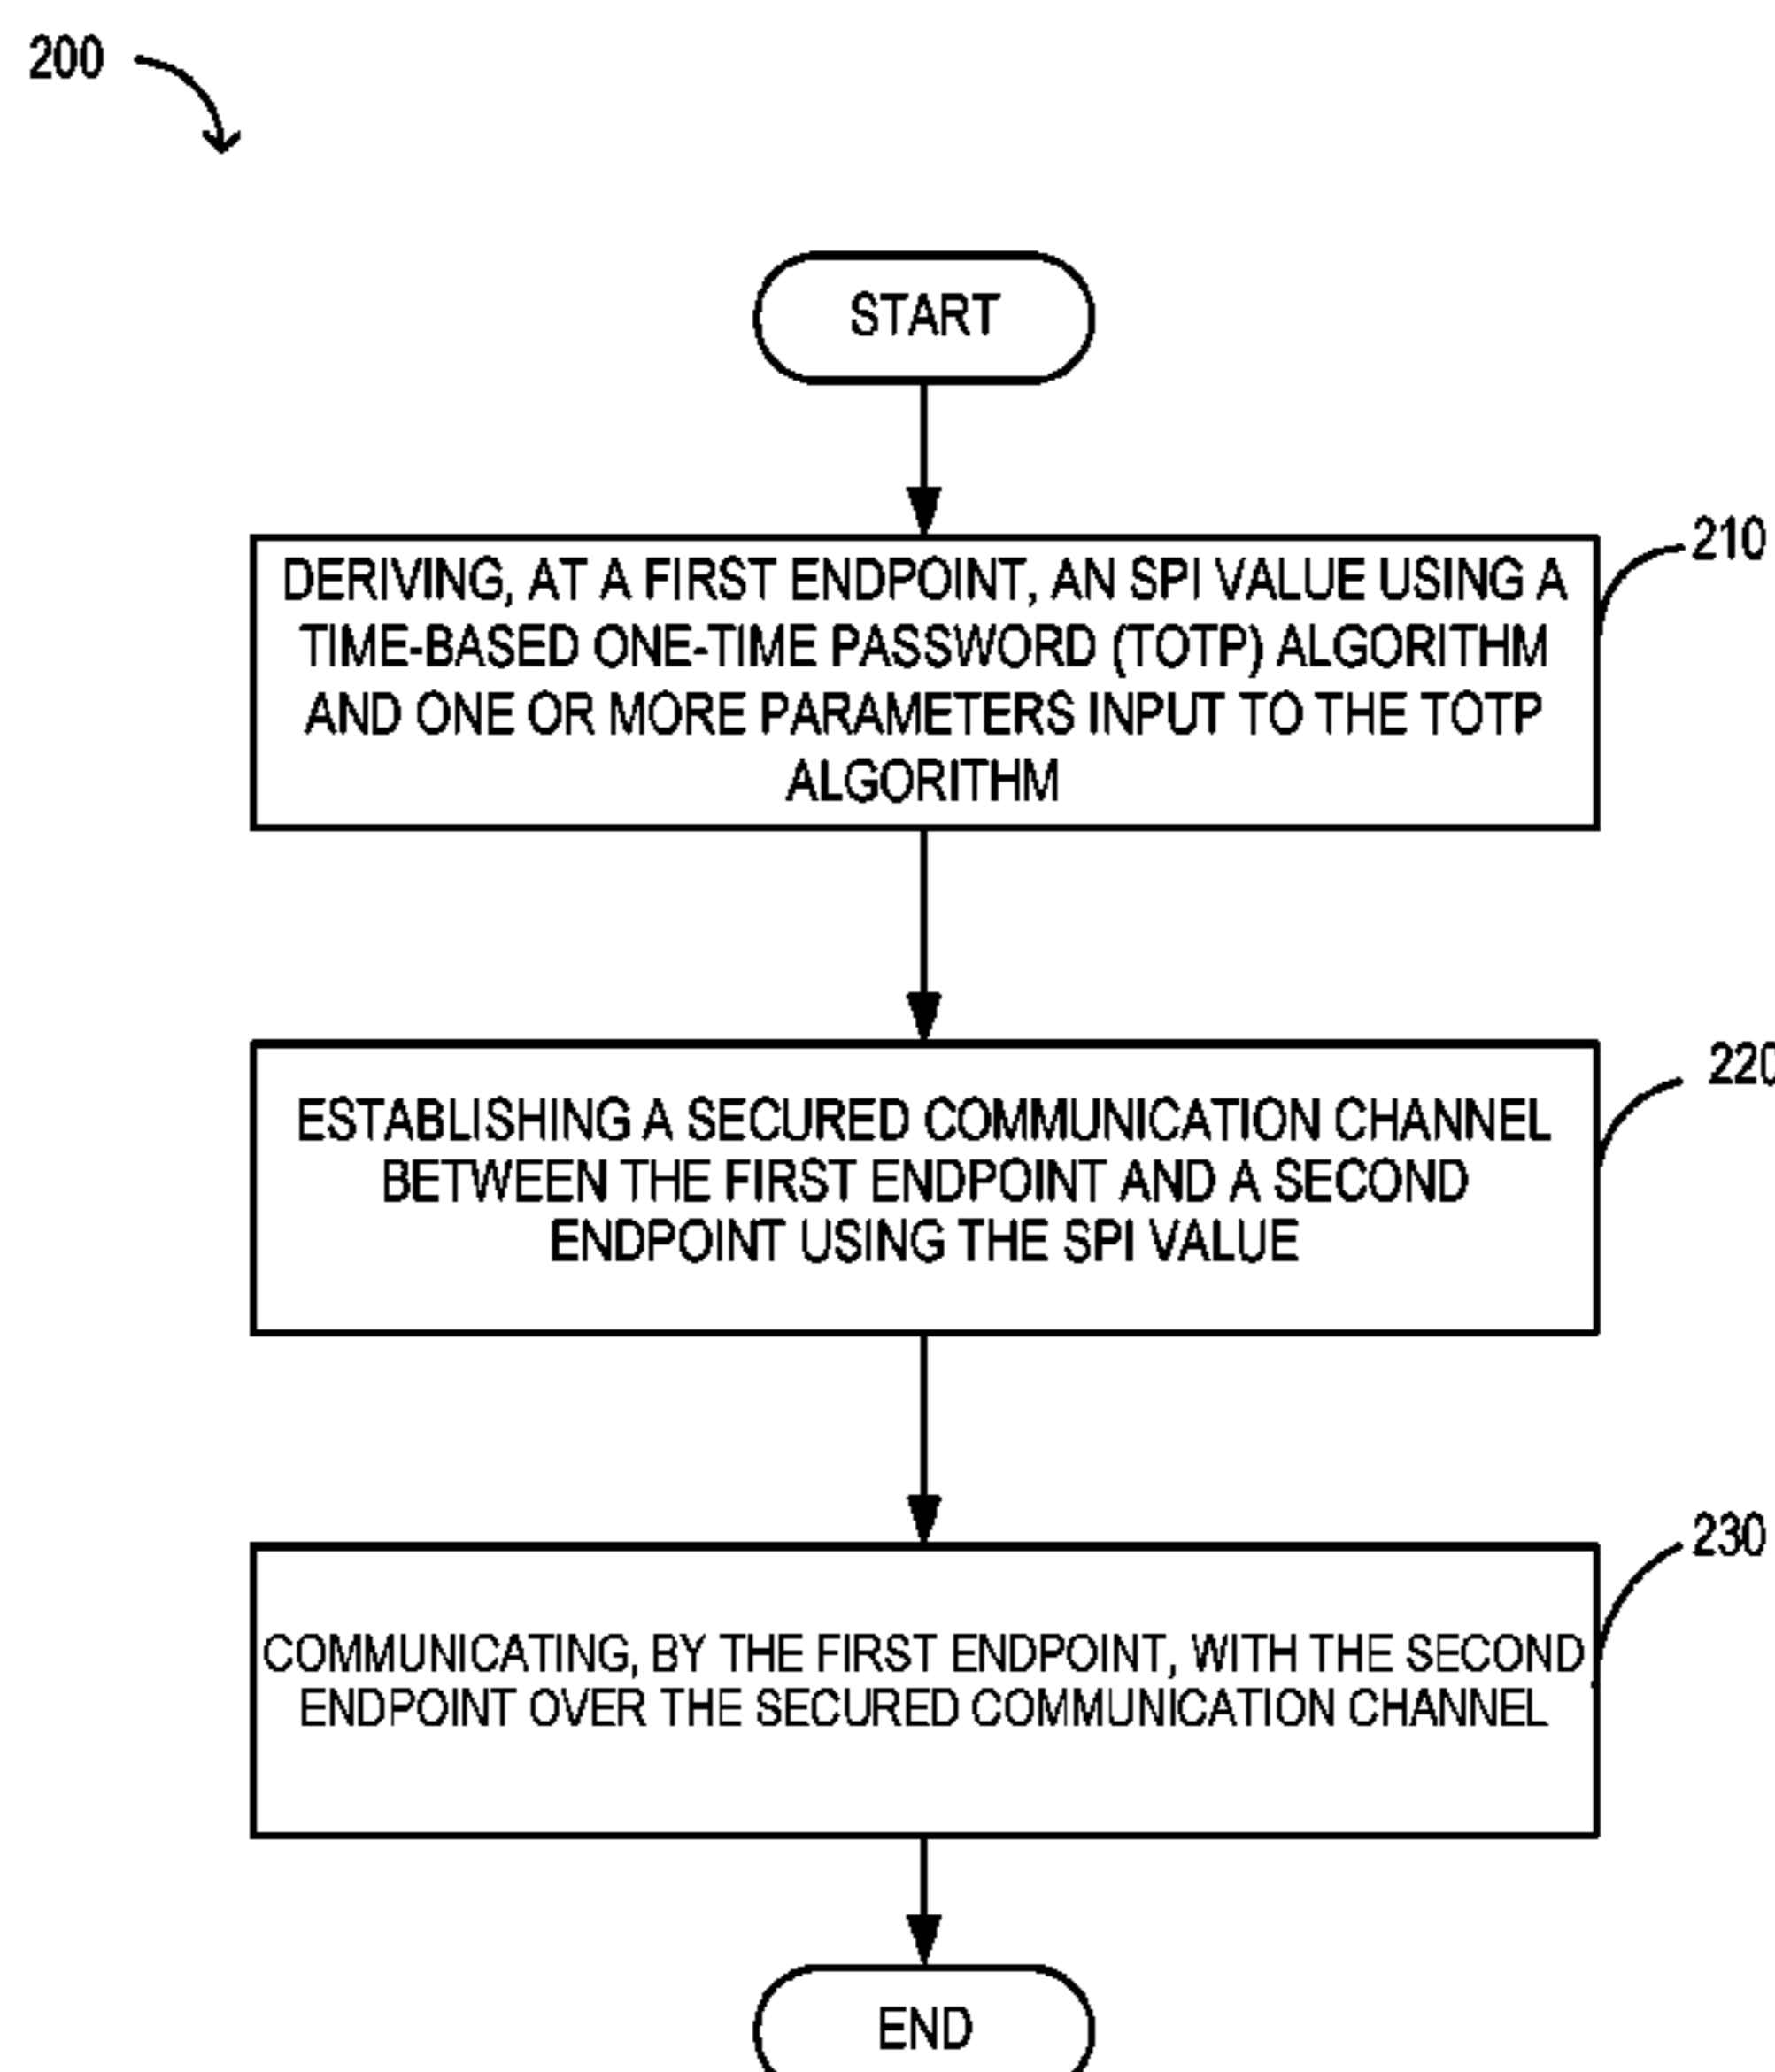 200
START
DERIVING, AT A FIRST ENDPOINT, AN SPI VALUE USING A
TIME-BASED ONE-TIME PASSWORD (TOTP) ALGORITHM
AND ONE OR MORE PARAMETERS INPUT TO THE TOTP
ALGORITHM
210
ESTABLISHING A SECURED COMMUNICATION CHANNEL
BETWEEN THE FIRST ENDPOINT AND A SECOND
ENDPOINT USING THE SPI VALUE
220
COMMUNICATING, BY THE FIRST ENDPOINT, WITH THE SECOND
ENDPOINT OVER THE SECURED COMMUNICATION CHANNEL
230
END